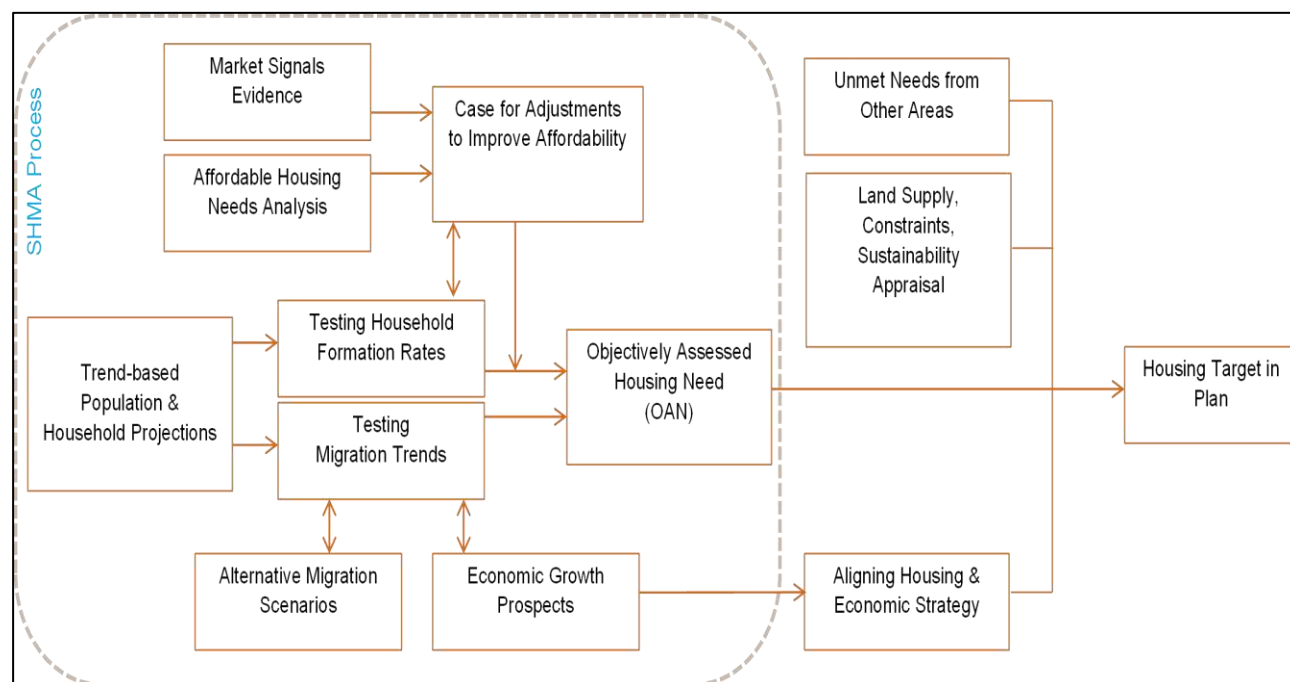 SHMA Process
Market Signals
Evidence
Affordable Housing
Needs Analysis
Case for Adjustments
to Improve Affordability
Trend-based
Population &
Household Projections
Testing Household
Formation Rates
Testing
Migration Trends
Alternative Migration
Scenarios
Economic Growth
Prospects
Objectively Assessed
Housing Need
(OAN)
Unmet Needs from
Other Areas
Land Supply,
Constraints,
Sustainability
Appraisal
Aligning Housing &
Economic Strategy
Housing Target in
Plan